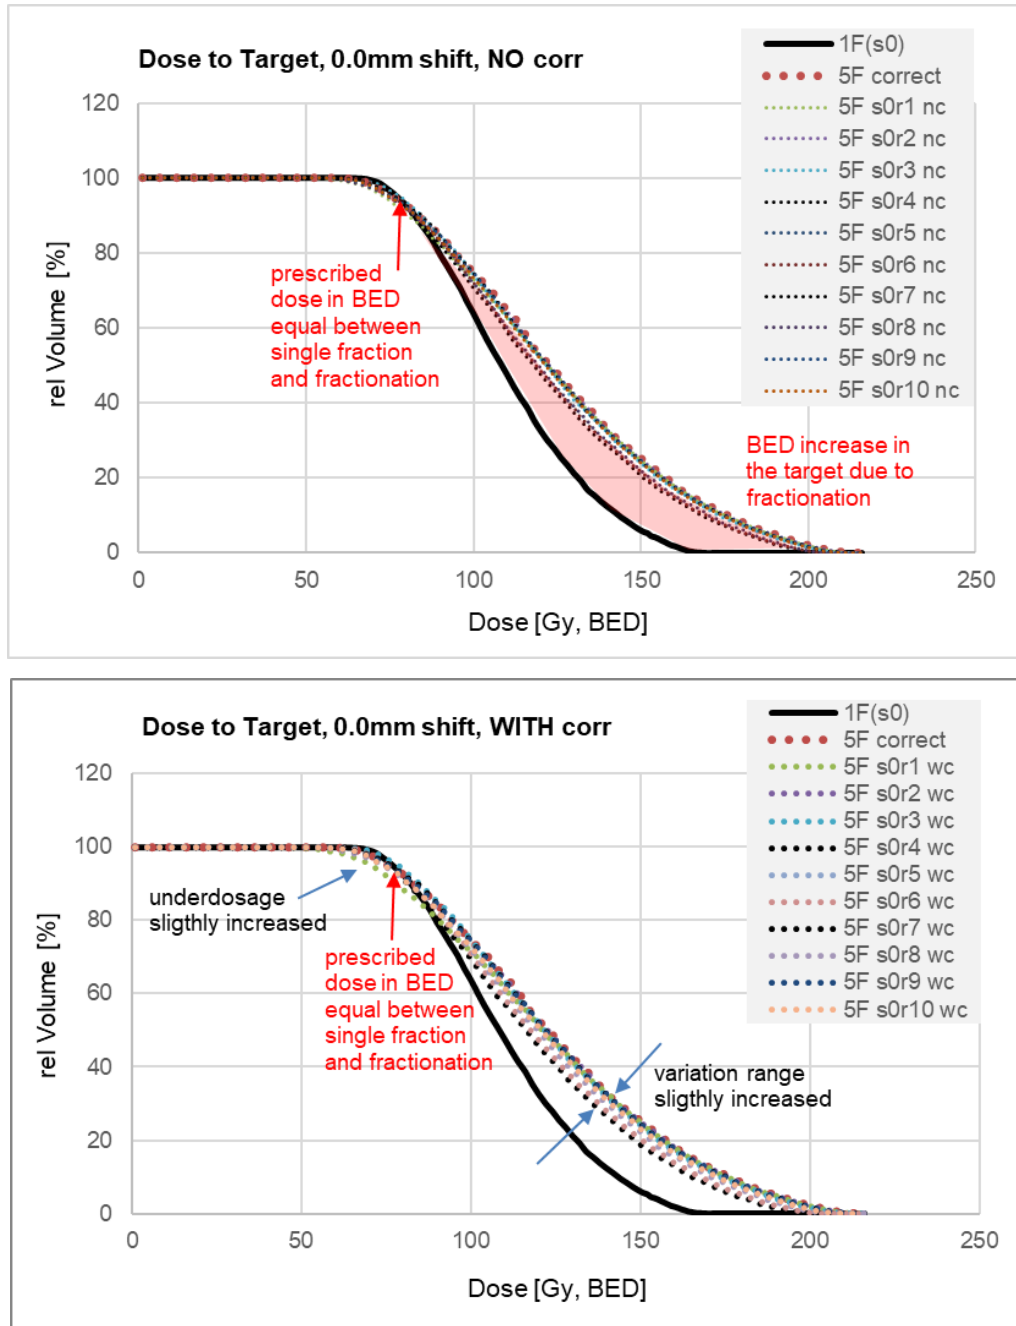 Dose to Target, 0.0mm shift, NO corr
1F(s0)
5F correct
5F s0r1 nc
5F s0r2 nc
5F s0r3 nc
5F s0r4 nc
5F s0r5 nc
5F s0r6 nc
5F s0r7 nc
5F s0r8 nc
5F s0r9 nc
5F s0r10 nc
120
100
80
60
40
20
0
rel Volume [%]
prescribed
dose in BED
equal between
single fraction
and fractionation
BED increase in
the target due to
fractionation
0 50 100 150 200 250
Dose [Gy, BED]
Dose to Target, 0.0mm shift, WITH corr
1F(s0)
5F correct
5F s0r1 wc
5F s0r2 wc
5F s0r3 wc
5F s0r4 wc
5F s0r5 wc
5F s0r6 wc
5F s0r7 wc
5F s0r8 wc
5F s0r9 wc
5F s0r10 wc
120
100
80
60
40
20
0
rel Volume [%]
underdosage
sligthly increased
prescribed
dose in BED
equal between
single fraction
and fractionation
variation range
sligthly increased
0 50 100 150 200 250
Dose [Gy, BED]